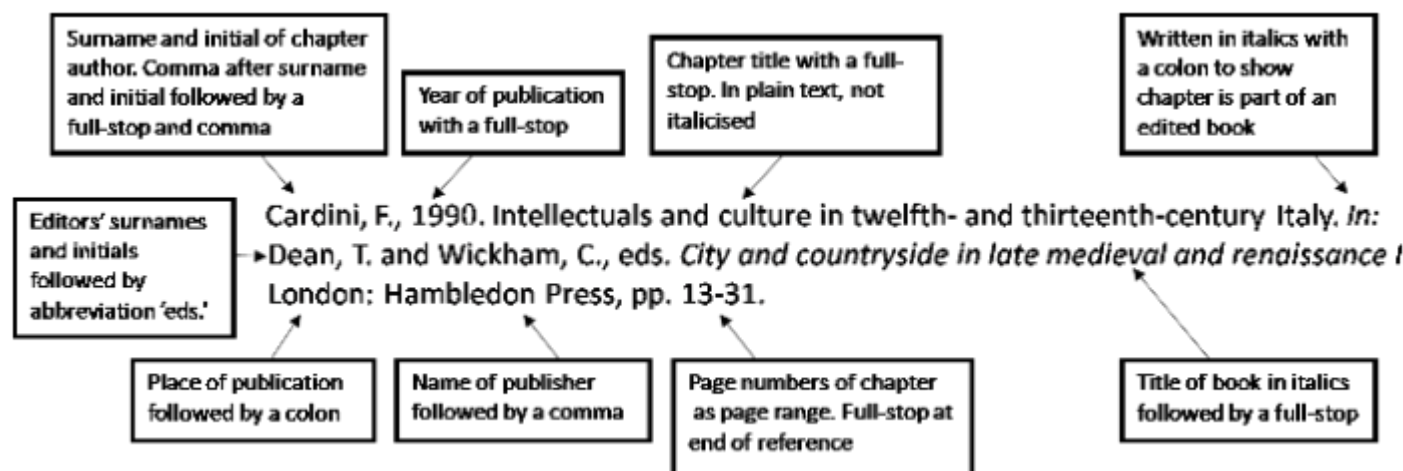 Surname and initial of chapter
author. Comma after surname
and initial followed by a
full-stop and comma
Year of publication
with a full-stop
Chapter title with a full-
stop. In plain text, not
italicised
Written in italics with
a colon to show
chapter is part of an
edited book
Editors' surnames
and initials
followed by
abbreviation 'eds.'
Cardini, F., 1990. Intellectuals and culture in twelfth- and thirteenth-century Italy. In:
Dean, T. and Wickham, C., eds. City and countryside in late medieval and renaissance
London: Hambledon Press, pp. 13-31.
Place of publication
followed by a colon
Name of publisher
followed by a comma
Page numbers of chapter
as page range. Full-stop at
end of reference
Title of book in italics
followed by a full-stop